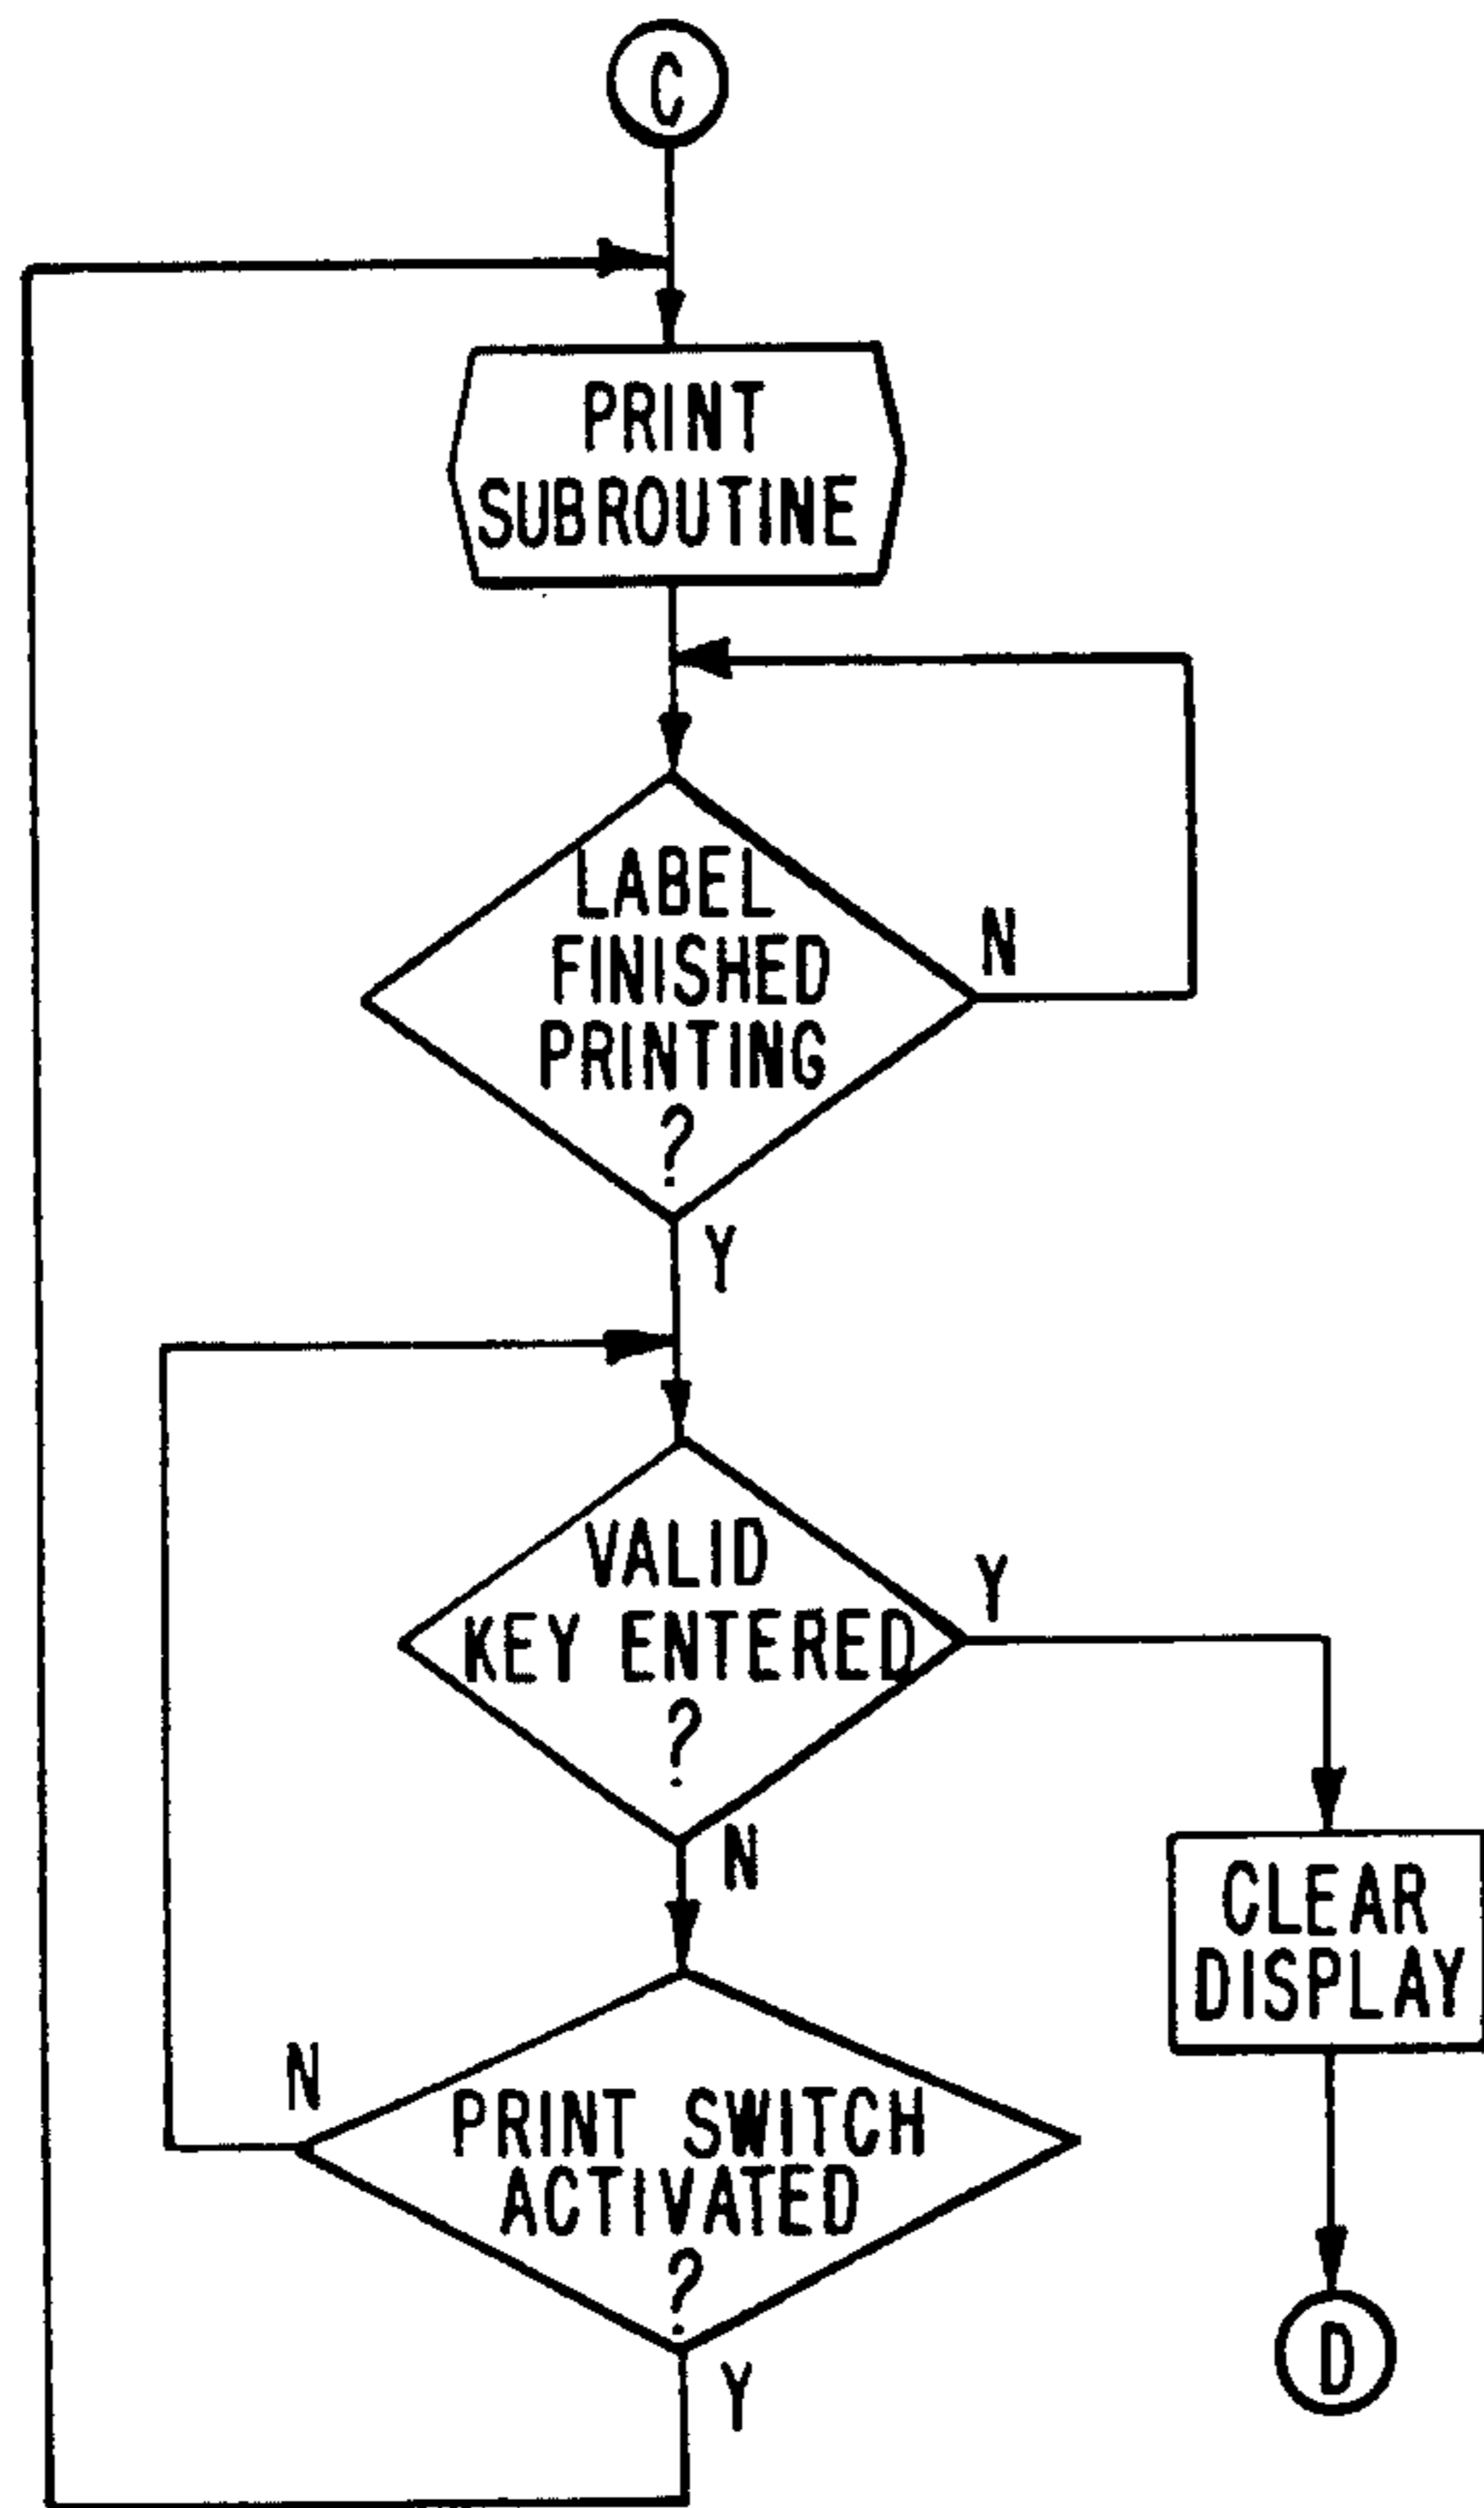 C
PRINT
SUBROUTINE
LABEL
FINISHED
PRINTING
?
N
Y
VALID
KEY ENTERED
?
Y
N
CLEAR
DISPLAY
N
PRINT SWITCH
ACTIVATED
?
Y
D